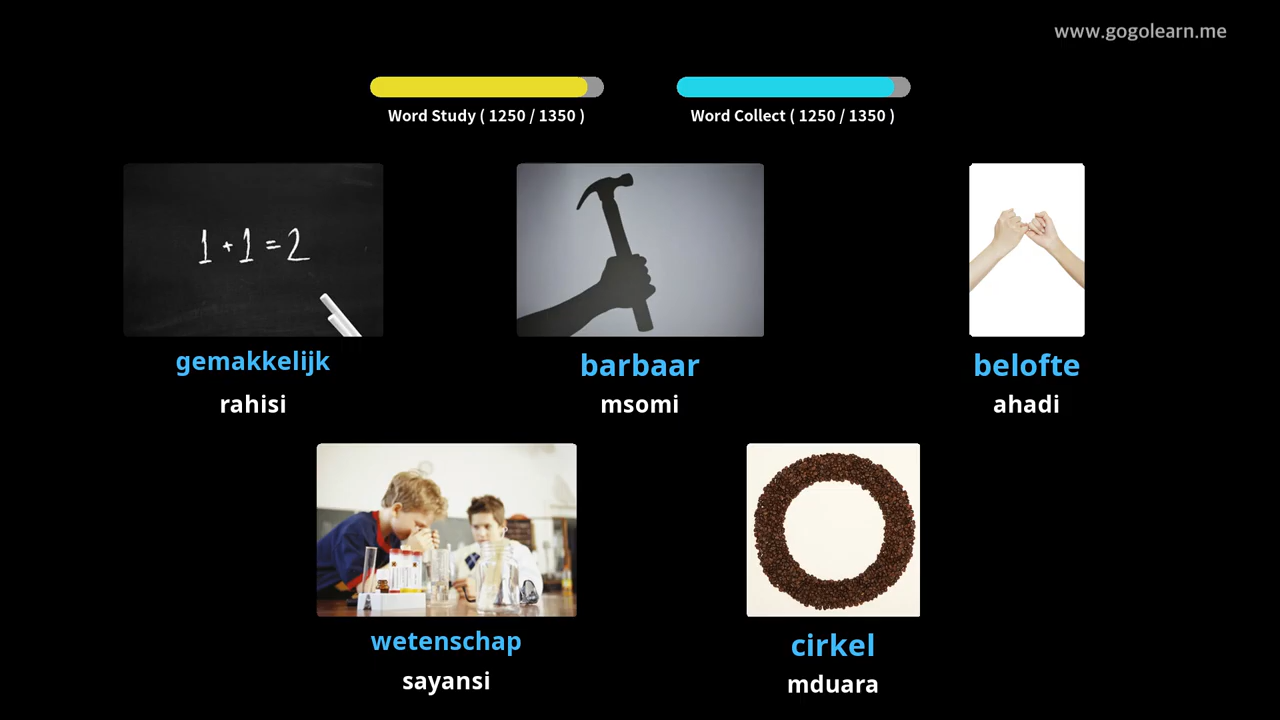 www.gogolearn.me
Word Study ( 1250 / 1350 )
Word Collect ( 1250 / 1350 )
1 + 1 = 2
gemakkelijk
rahisi
barbaar
msomi
belofte
ahadi
wetenschap
sayansi
cirkel
mduara